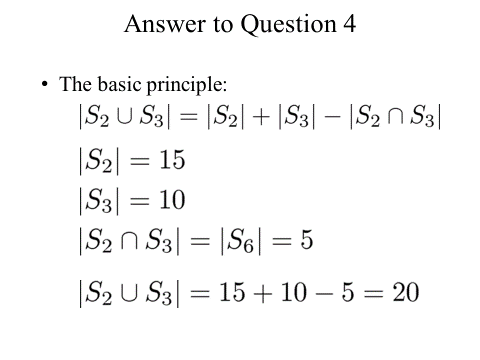 Answer to Question 4
• The basic principle:
|S₂ ∪ S₃| = |S₂| + |S₃| − |S₂ ∩ S₃|
|S₂| = 15
|S₃| = 10
|S₂ ∩ S₃| = |S₆| = 5
|S₂ ∪ S₃| = 15 + 10 − 5 = 20